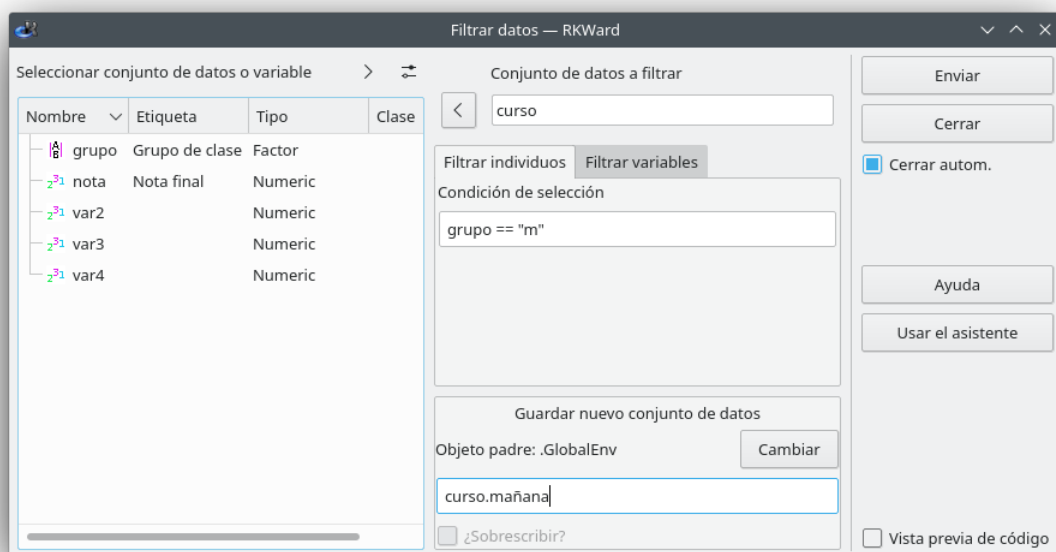 Filtrar datos — RKWard
Seleccionar conjunto de datos o variable
Nombre Etiqueta Tipo Clase
grupo Grupo de clase Factor
nota Nota final Numeric
var2 Numeric
var3 Numeric
var4 Numeric
Conjunto de datos a filtrar
curso
Filtrar individuos Filtrar variables
Condición de selección
grupo == "m"
Guardar nuevo conjunto de datos
Objeto padre: .GlobalEnv Cambiar
curso.mañana
¿Sobrescribir?
Enviar
Cerrar
Cerrar autom.
Ayuda
Usar el asistente
Vista previa de código